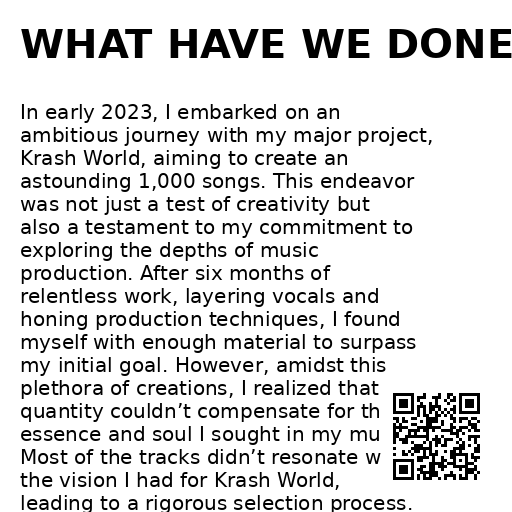 WHAT HAVE WE DONE
In early 2023, I embarked on an
ambitious journey with my major project,
Krash World, aiming to create an
astounding 1,000 songs. This endeavor
was not just a test of creativity but
also a testament to my commitment to
exploring the depths of music
production. After six months of
relentless work, layering vocals and
honing production techniques, I found
myself with enough material to surpass
my initial goal. However, amidst this
plethora of creations, I realized that
quantity couldn’t compensate for th
essence and soul I sought in my mu
Most of the tracks didn’t resonate w
the vision I had for Krash World,
leading to a rigorous selection process.